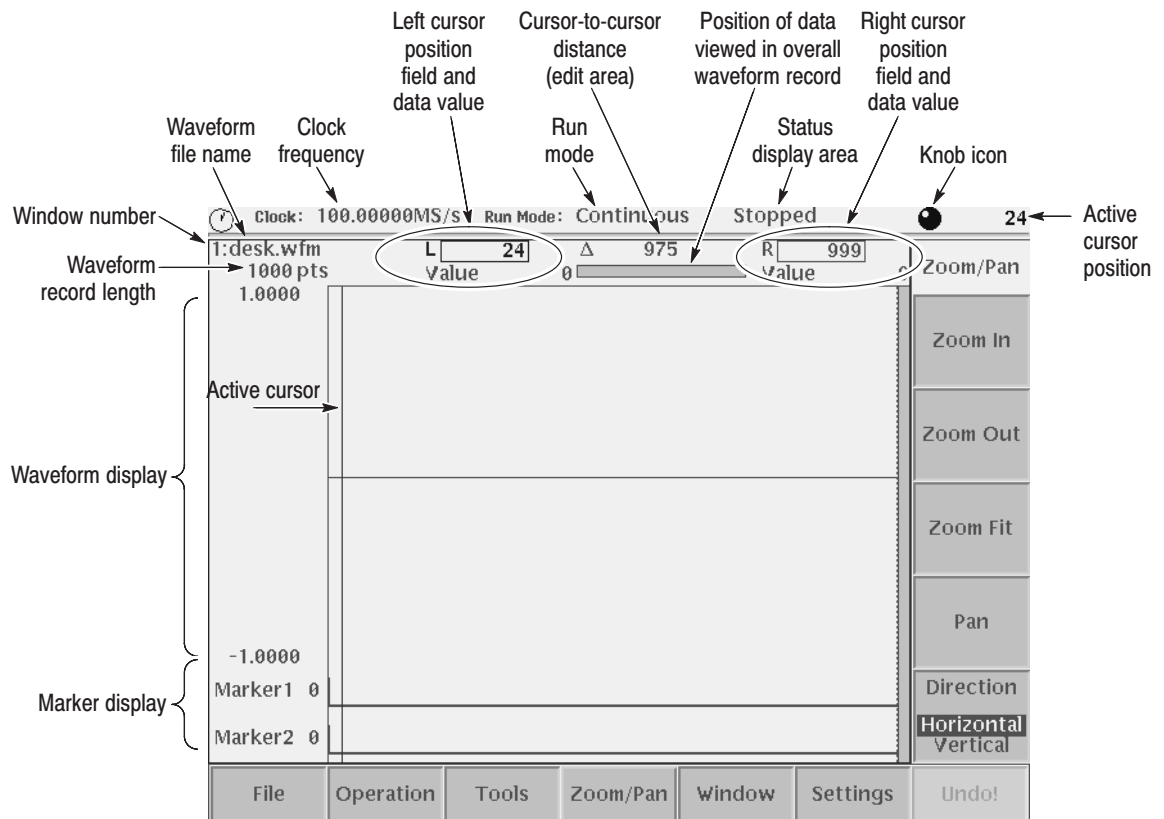 Left cursor
position
field and
data value
Cursor-to-cursor
distance
(edit area)
Position of data
viewed in overall
waveform record
Right cursor
position
field and
data value
Waveform
file name
Clock
frequency
Run
mode
Status
display area
Knob icon
Window number
Clock: 100.00000MS/s Run Mode: Continuous Stopped 24
Active
cursor
position
1:desk.wfm L 24 Δ 975 R 999
Waveform
record length
1000 pts Value 0 Value 0
Zoom/Pan
1.0000
Zoom In
Active cursor
Zoom Out
Waveform display
Zoom Fit
Pan
-1.0000
Marker display
Marker1 0
Marker2 0
Direction
Horizontal
Vertical
File Operation Tools Zoom/Pan Window Settings Undo!